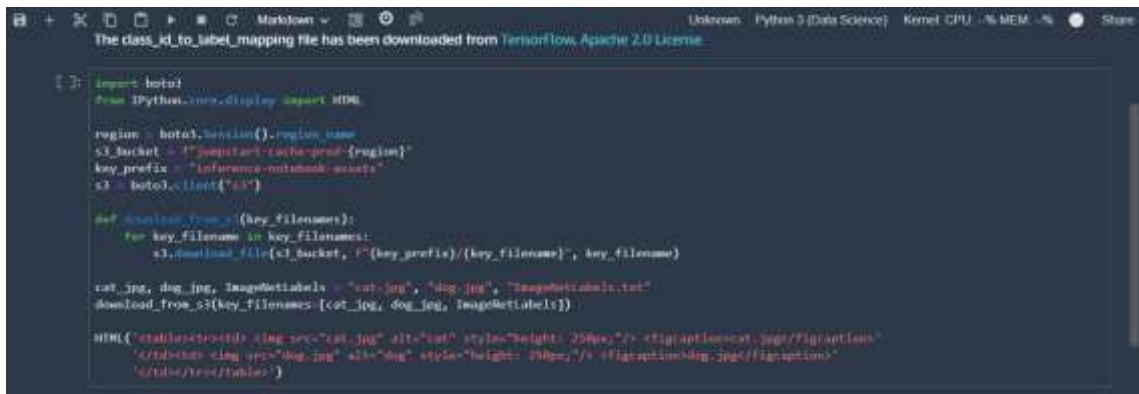 Markdown Unknown Python 3 (Data Science) Kernel CPU: --% MEM: --% Share
The class_id_to_label_mapping file has been downloaded from TensorFlow, Apache 2.0 License
[ ]: import boto3
from IPython.core.display import HTML
region = boto3.Session().region_name
s3_bucket = f"jumpstart-cache-prod-{region}"
key_prefix = "inference-notebook-assets"
s3 = boto3.client("s3")
def download_from_s3(key_filenames):
for key_filename in key_filenames:
s3.download_file(s3_bucket, f"{key_prefix}/{key_filename}", key_filename)
cat_jpg, dog_jpg, ImageNetLabels = "cat.jpg", "dog.jpg", "ImageNetLabels.txt"
download_from_s3(key_filenames=[cat_jpg, dog_jpg, ImageNetLabels])
HTML('<table><tr><td> <img src="cat.jpg" alt="cat" style="height: 250px;"/> <figcaption>cat.jpg</figcaption>'
'</td><td> <img src="dog.jpg" alt="dog" style="height: 250px;"/> <figcaption>dog.jpg</figcaption>'
'</td></tr></table>')